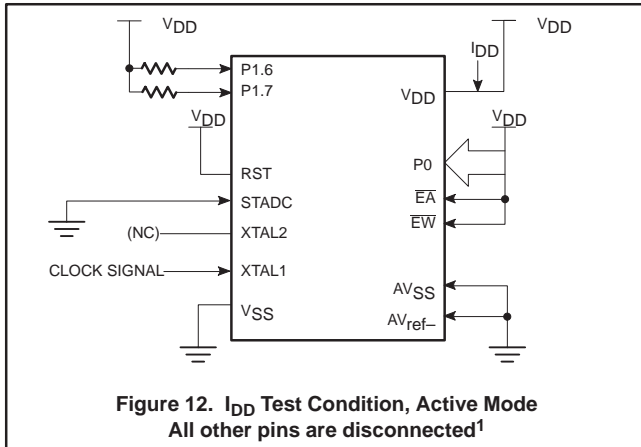 VDD
P1.6
P1.7
VDD
RST
STADC
(NC)
XTAL2
CLOCK SIGNAL
XTAL1
VSS
IDD
VDD
VDD
VDD
P0
EA
EW
AVSS
AVref–
Figure 12. IDD Test Condition, Active Mode
All other pins are disconnected1